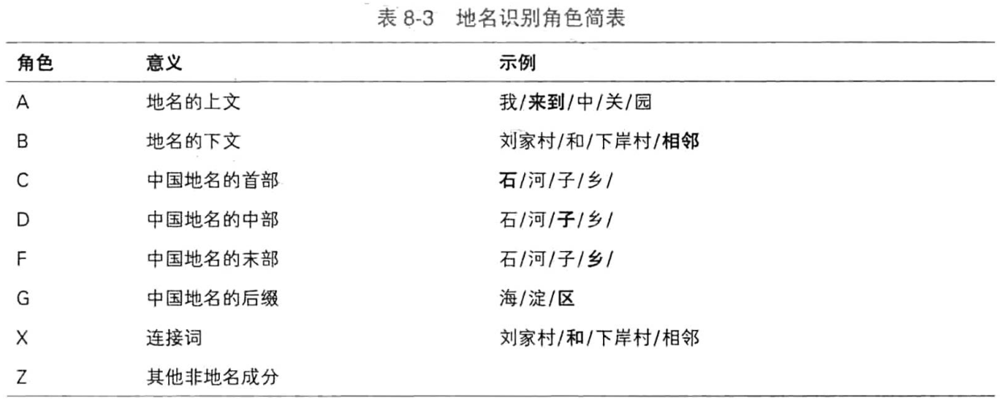 表 8-3 地名识别角色简表
角色 意义 示例
A 地名的上文 我/来到/中/关/园
B 地名的下文 刘家村/和/下岸村/相邻
C 中国地名的首部 石/河/子/乡/
D 中国地名的中部 石/河/子/乡/
F 中国地名的末部 石/河/子/乡/
G 中国地名的后缀 海/淀/区
X 连接词 刘家村/和/下岸村/相邻
Z 其他非地名成分